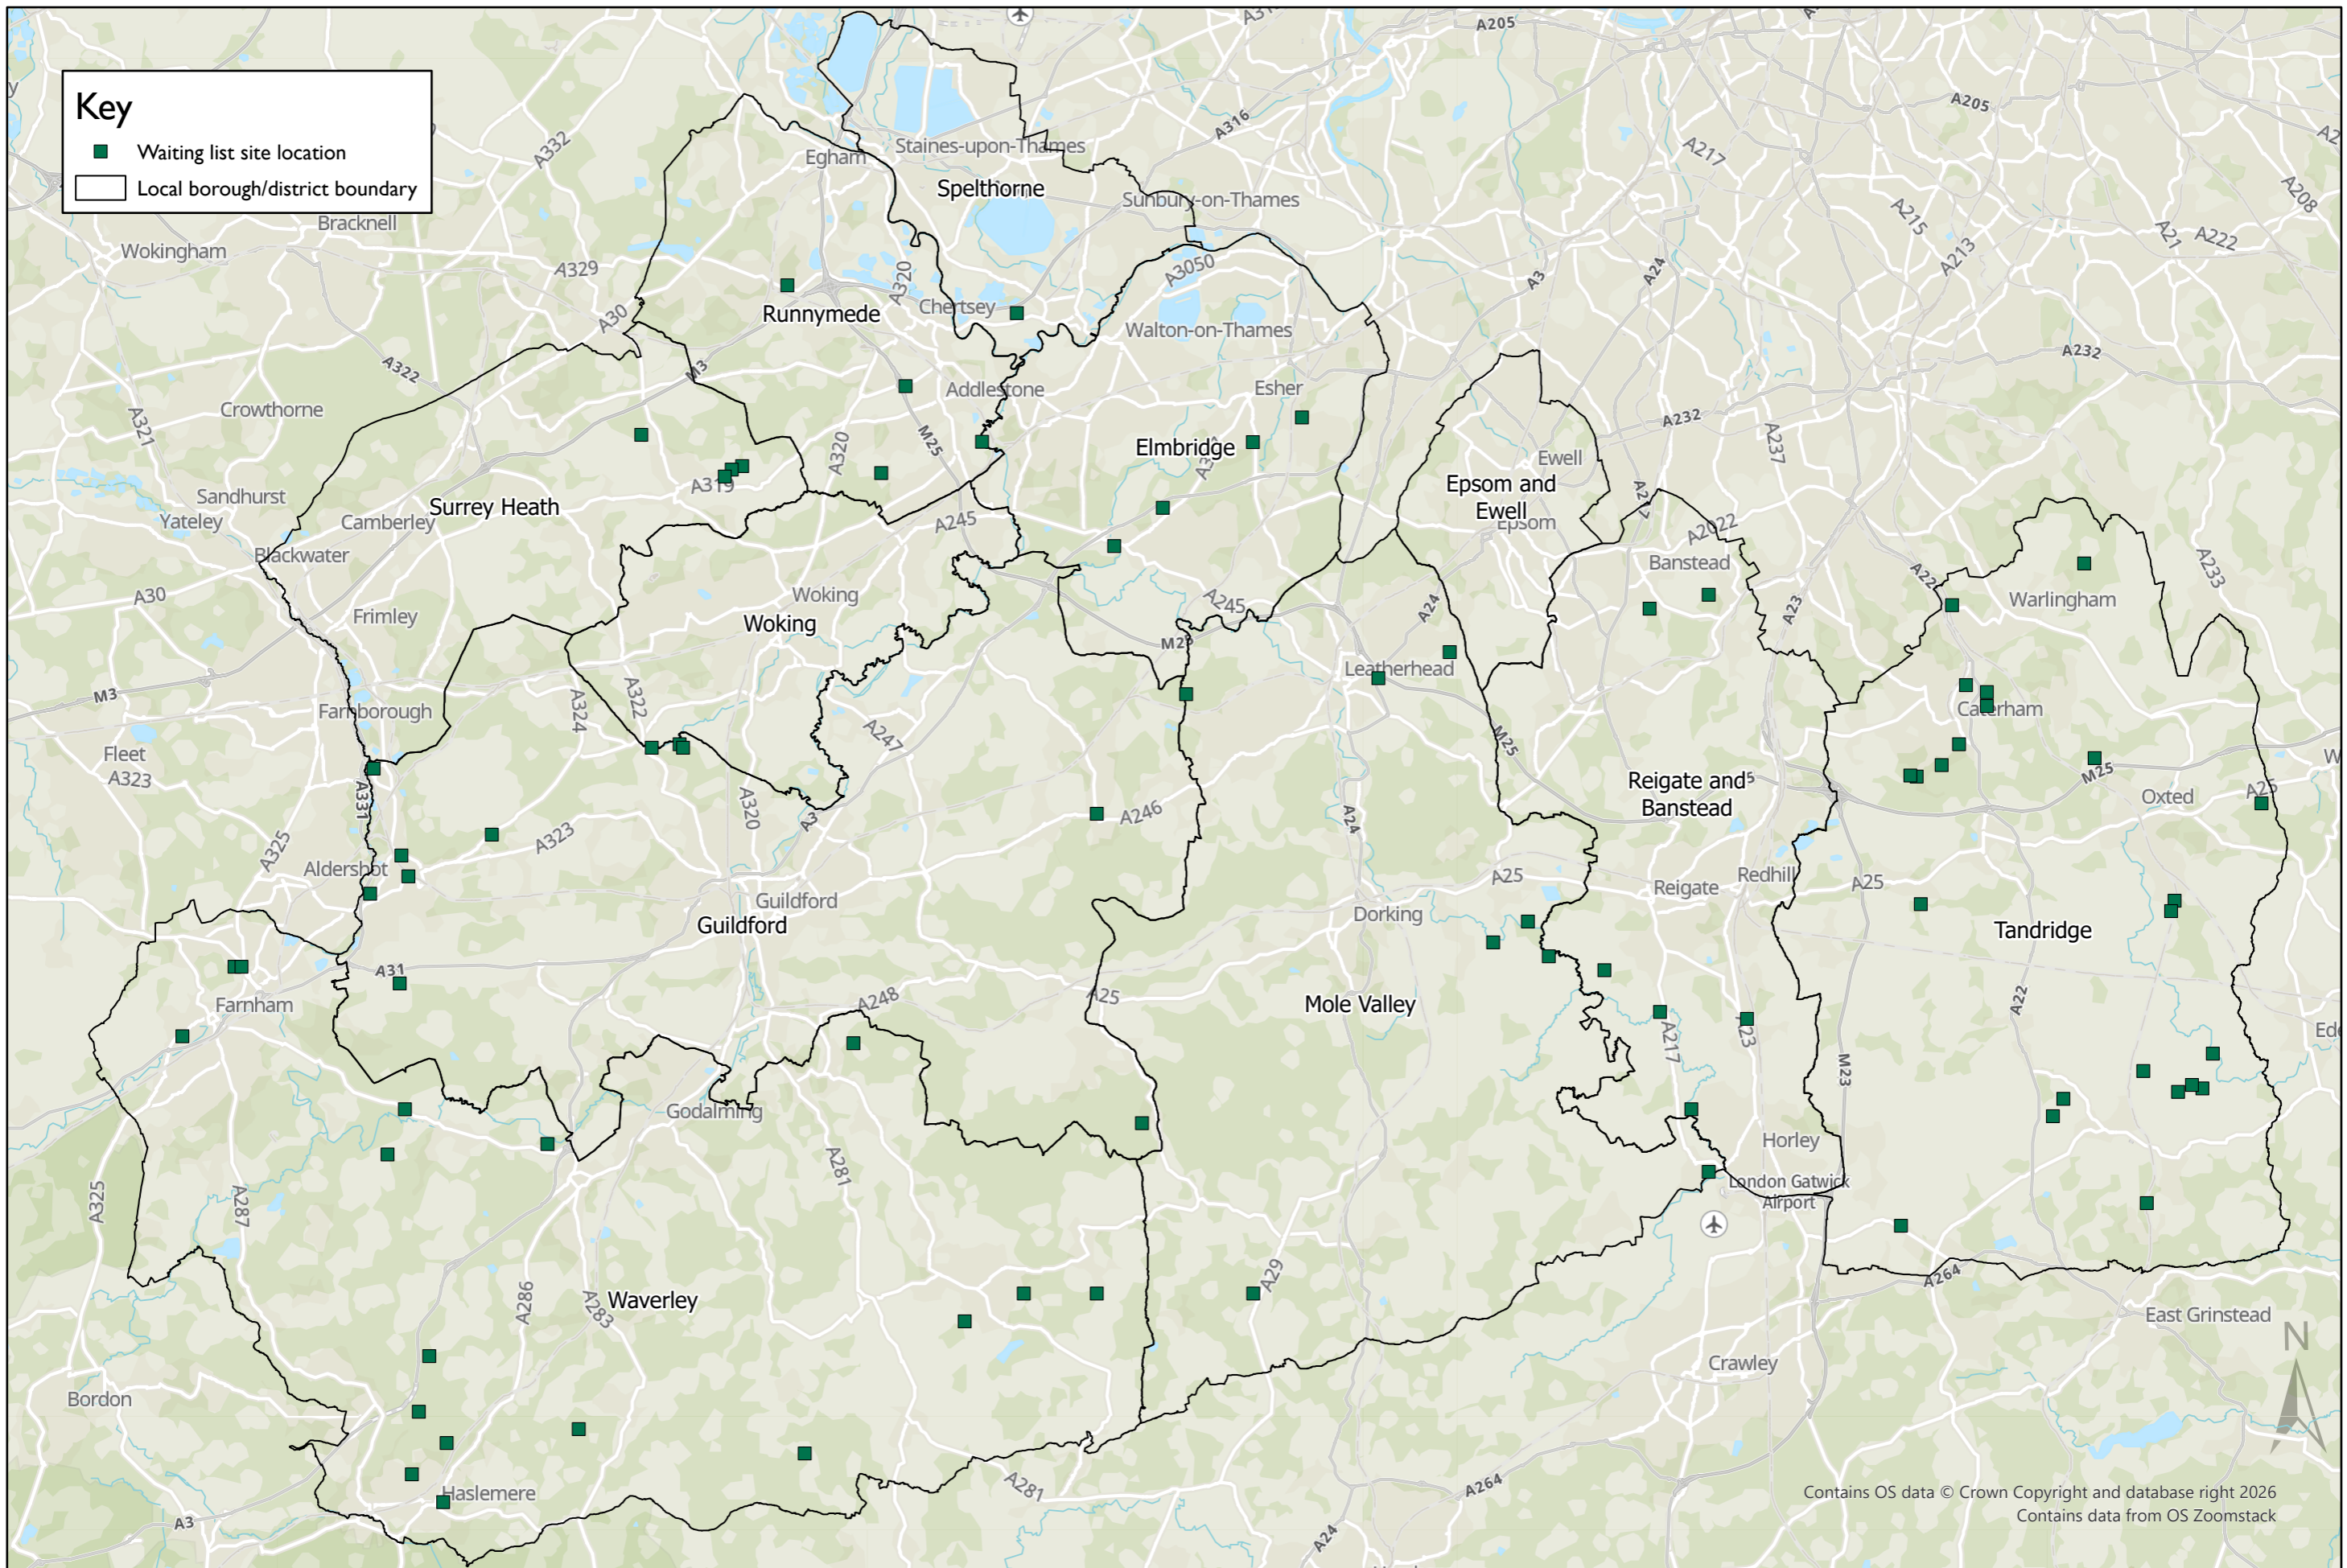 Key
Waiting list site location
Local borough/district boundary
A205
A316
A205
A217
A332
Egham
Staines-upon-Thames
Spelthorne
Sunbury-on-Thames
A208
A215
A21
A222
A213
Bracknell
Wokingham
A329
A320
A3050
A3
A24
Runnymede
Chertsey
Walton-on-Thames
A30
A322
M3
A232
Crowthorne
A321
Addlestone
Esher
A232
A237
M25
A320
Elmbridge
Ewell
Epsom and
Ewell
Epsom
A319
Sandhurst
Yateley
Surrey Heath
Camberley
A245
A217
A2022
Blackwater
Banstead
A22
A233
A30
Frimley
Woking
Woking
A245
A24
A23
Warlingham
M25
Leatherhead
M3
A324
A322
Farnborough
A247
Caterham
M25
Fleet
A323
A331
Reigate and
Banstead
M25
A25
Oxted
A320
A3
A246
A24
A325
A323
Aldershot
A25
Redhill
Reigate
A25
Guildford
Guildford
Dorking
Tandridge
A31
A248
A25
Mole Valley
A22
Farnham
A217
A23
M23
Godalming
Horley
A281
A325
A287
London Gatwick
Airport
A29
A264
A286
A283
Waverley
East Grinstead
N
Crawley
Bordon
A281
A264
Haslemere
A3
A24
Contains OS data © Crown Copyright and database right 2026
Contains data from OS Zoomstack